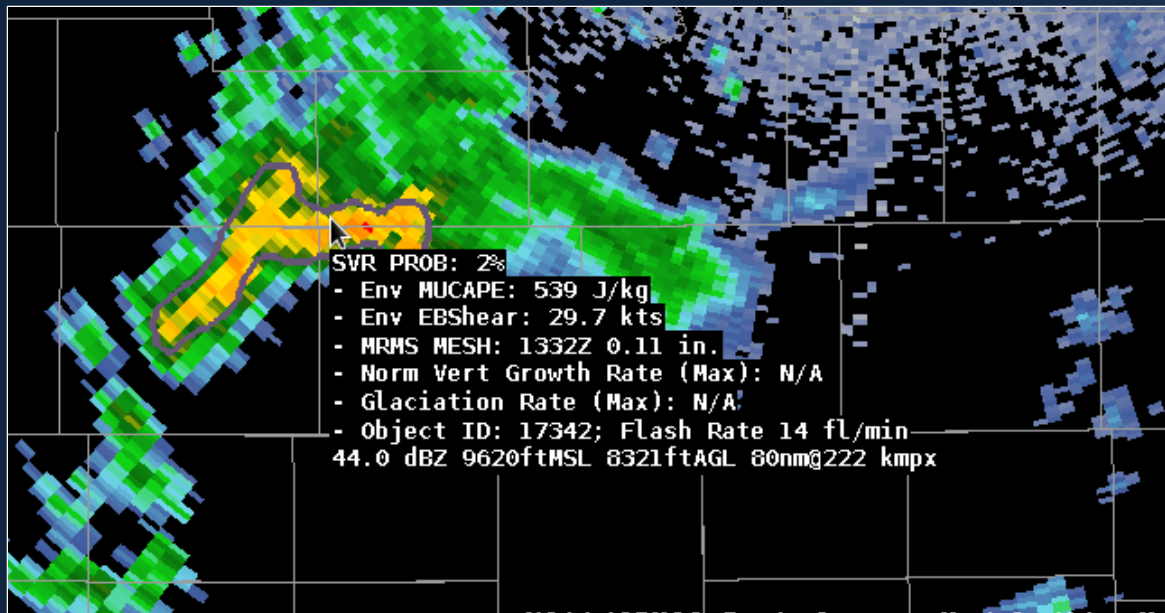 SVR PROB: 2%
- Env MUCAPE: 539 J/kg
- Env EBShear: 29.7 kts
- MRMS MESH: 1332Z 0.11 in.
- Norm Vert Growth Rate (Max): N/A
- Glaciation Rate (Max): N/A
- Object ID: 17342; Flash Rate 14 fl/min
44.0 dBZ 9620ftMSL 8321ftAGL 80nm@222 kmpx